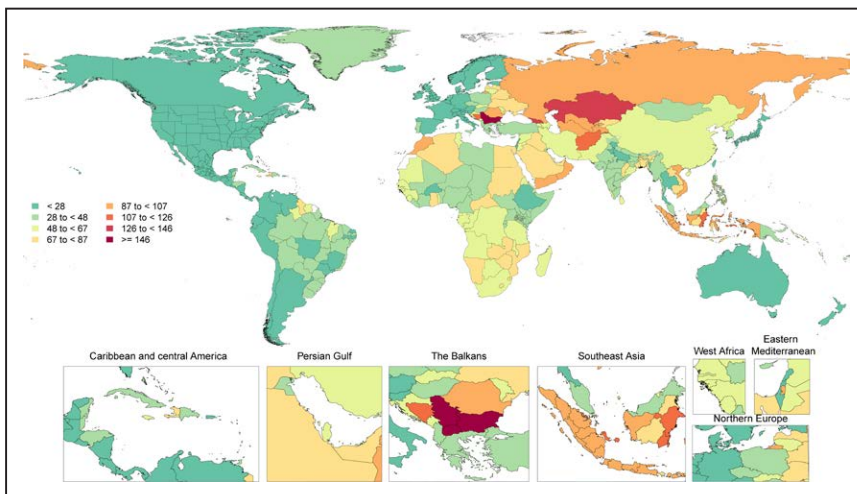 < 28
28 to < 48
48 to < 67
67 to < 87
87 to < 107
107 to < 126
126 to < 146
>= 146
Caribbean and central America
Persian Gulf
The Balkans
Southeast Asia
West Africa
Eastern
Mediterranean
Northern Europe